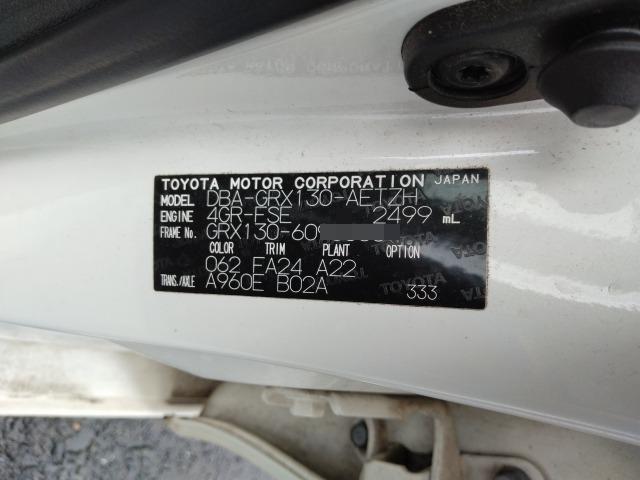 TOYOTA MOTOR CORPORATION JAPAN
MODEL DBA-GRX130-AETZH
ENGINE 4GR-FSE 2499 mL
FRAME No. GRX130-609
COLOR TRIM PLANT OPTION
062 FA24 A22
TRANS./AXLE A960E B02A 333